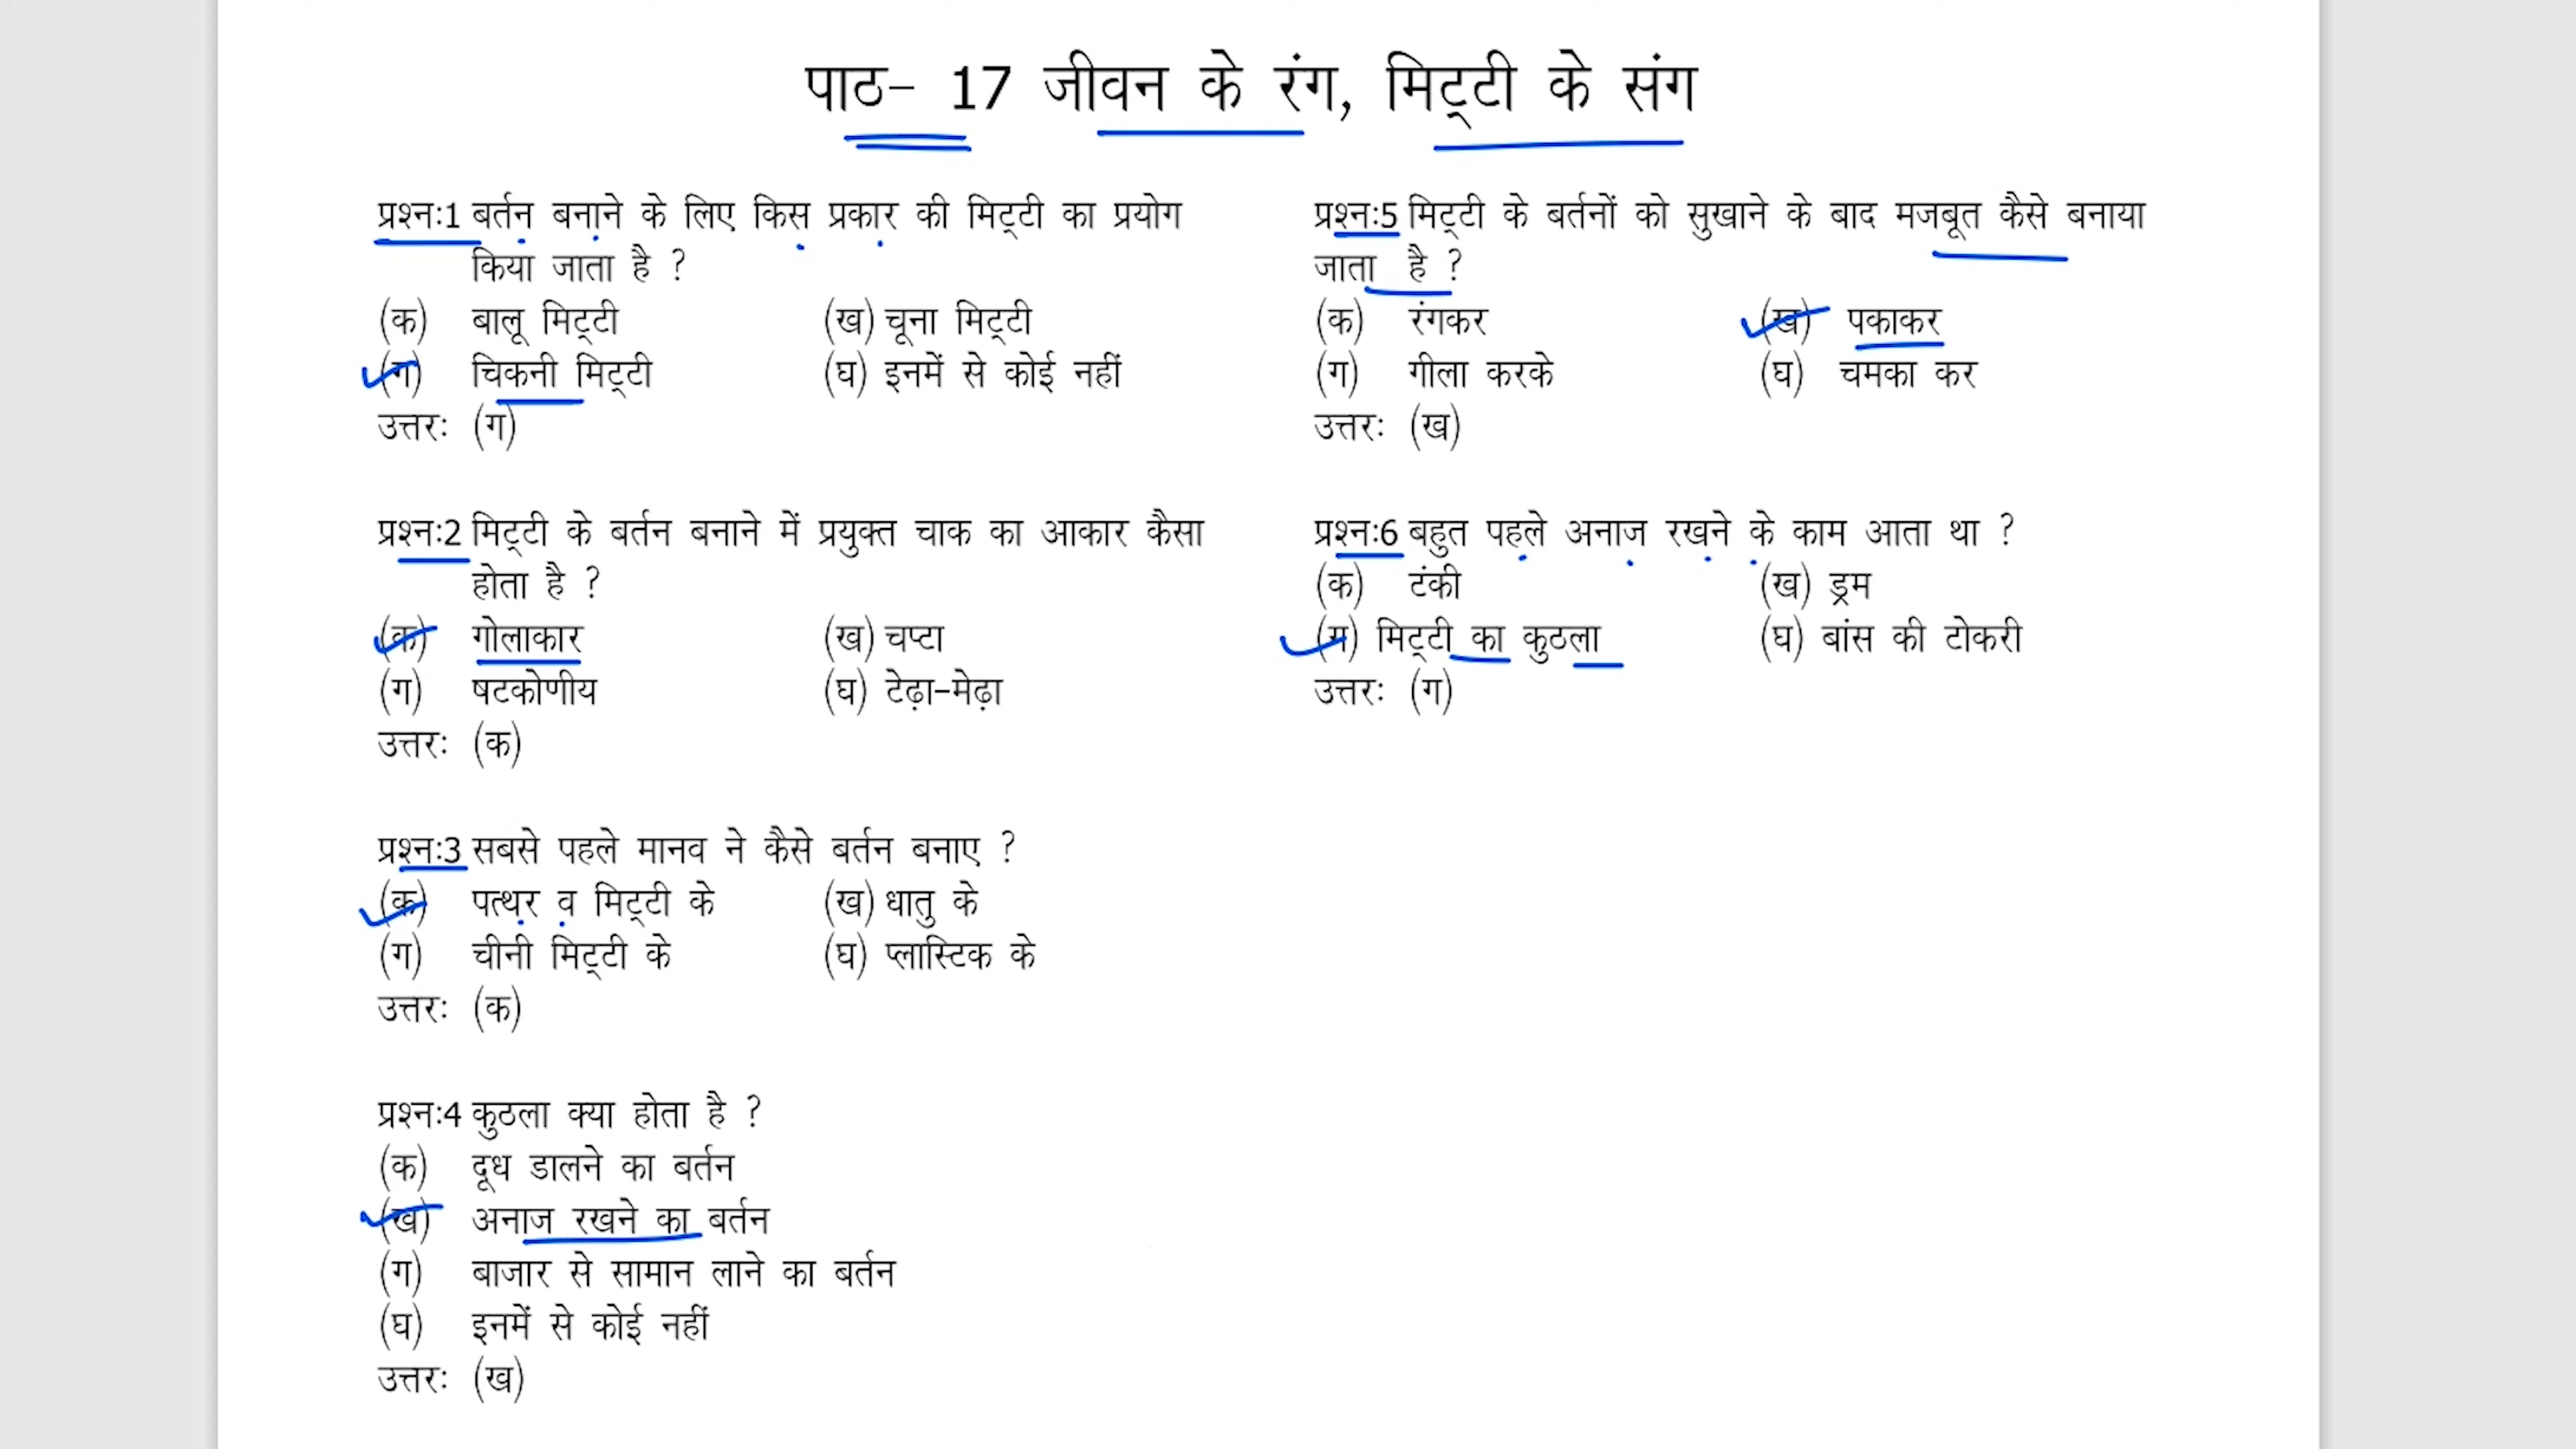 पाठ- 17 जीवन के रंग, मिट्टी के संग
प्रश्नः1 बर्तन बनाने के लिए किस प्रकार की मिट्टी का प्रयोग
किया जाता है ?
(क) बालू मिट्टी (ख) चूना मिट्टी
(ग) चिकनी मिट्टी (घ) इनमें से कोई नहीं
उत्तरः (ग)
प्रश्नः2 मिट्टी के बर्तन बनाने में प्रयुक्त चाक का आकार कैसा
होता है ?
(क) गोलाकार (ख) चप्टा
(ग) षटकोणीय (घ) टेढ़ा-मेढ़ा
उत्तरः (क)
प्रश्नः3 सबसे पहले मानव ने कैसे बर्तन बनाए ?
(क) पत्थर व मिट्टी के (ख) धातु के
(ग) चीनी मिट्टी के (घ) प्लास्टिक के
उत्तरः (क)
प्रश्नः4 कुठला क्या होता है ?
(क) दूध डालने का बर्तन
(ख) अनाज रखने का बर्तन
(ग) बाजार से सामान लाने का बर्तन
(घ) इनमें से कोई नहीं
उत्तरः (ख)
प्रश्नः5 मिट्टी के बर्तनों को सुखाने के बाद मजबूत कैसे बनाया
जाता है ?
(क) रंगकर (ख) पकाकर
(ग) गीला करके (घ) चमका कर
उत्तरः (ख)
प्रश्नः6 बहुत पहले अनाज रखने के काम आता था ?
(क) टंकी (ख) ड्रम
(ग) मिट्टी का कुठला (घ) बांस की टोकरी
उत्तरः (ग)